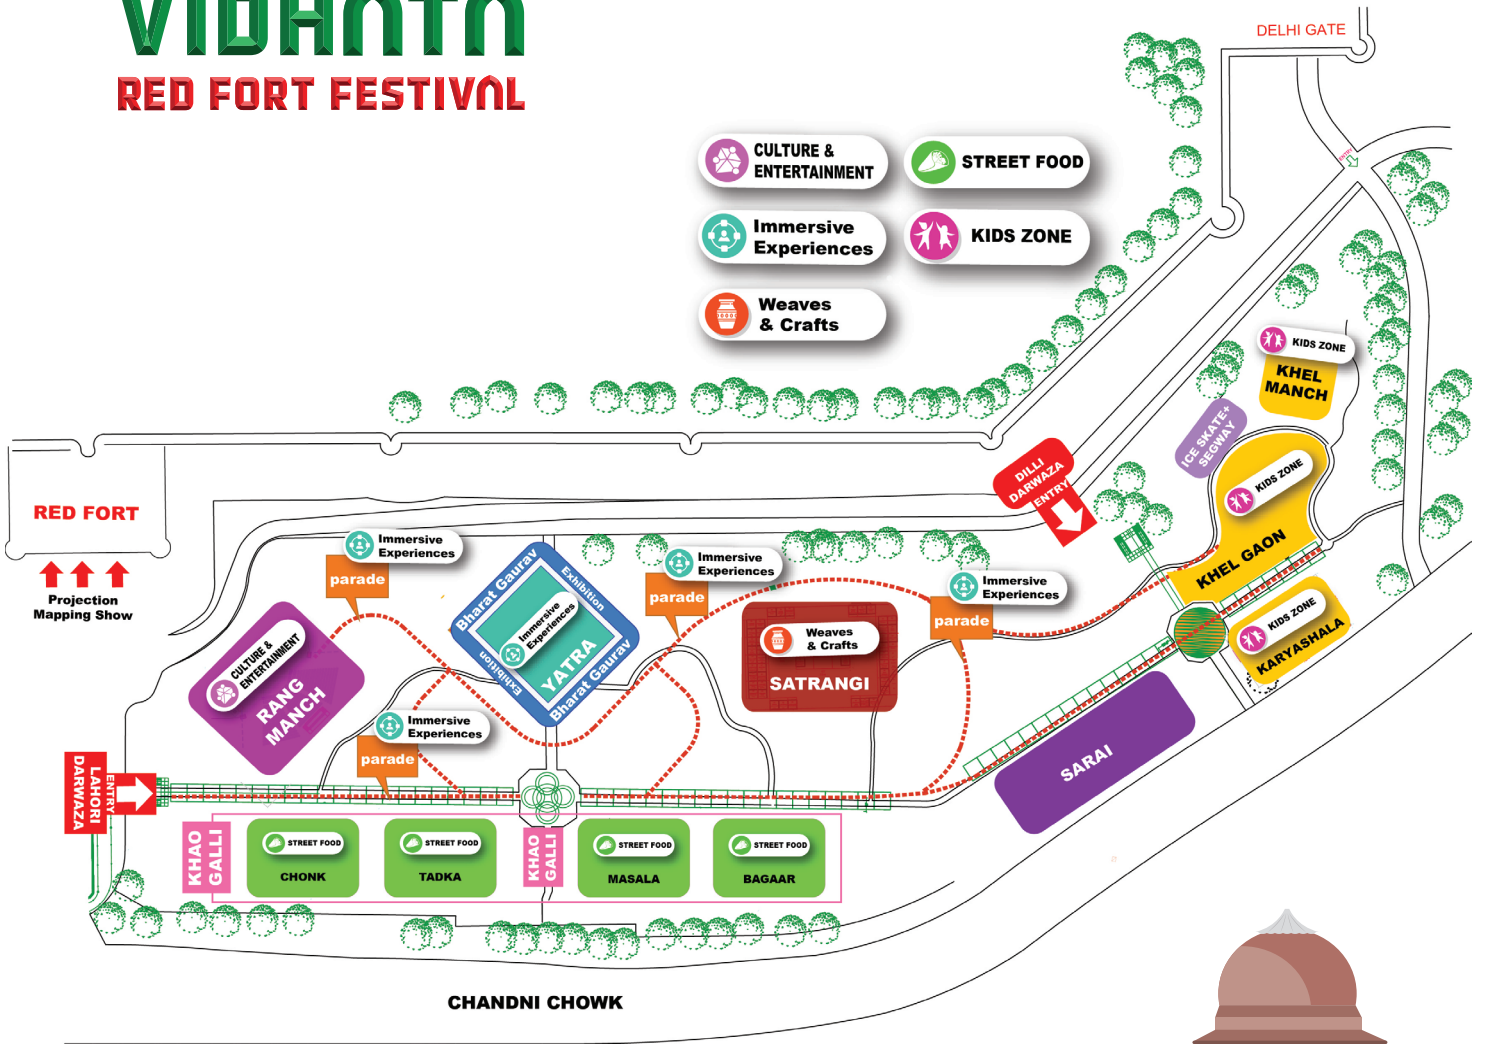 VIDHATA
RED FORT FESTIVAL
DELHI GATE
ENTRY
CULTURE &
ENTERTAINMENT
STREET FOOD
Immersive
Experiences
KIDS ZONE
Weaves
& Crafts
KIDS ZONE
KHEL
MANCH
ICE SKATE+
SEGWAY
DILLI
DARWAZA
ENTRY
KIDS ZONE
KHEL GAON
KIDS ZONE
KARYASHALA
RED FORT
Projection
Mapping Show
Immersive
Experiences
parade
Bharat Gaurav
Exhibition
Immersive
Experiences
YATRA
Exhibition
Bharat Gaurav
Immersive
Experiences
parade
Immersive
Experiences
parade
Weaves
& Crafts
SATRANGI
CULTURE &
ENTERTAINMENT
RANG
MANCH
Immersive
Experiences
parade
SARAI
LAHORI
DARWAZA
ENTRY
KHAO
GALLI
STREET FOOD
CHONK
STREET FOOD
TADKA
KHAO
GALLI
STREET FOOD
MASALA
STREET FOOD
BAGAAR
CHANDNI CHOWK